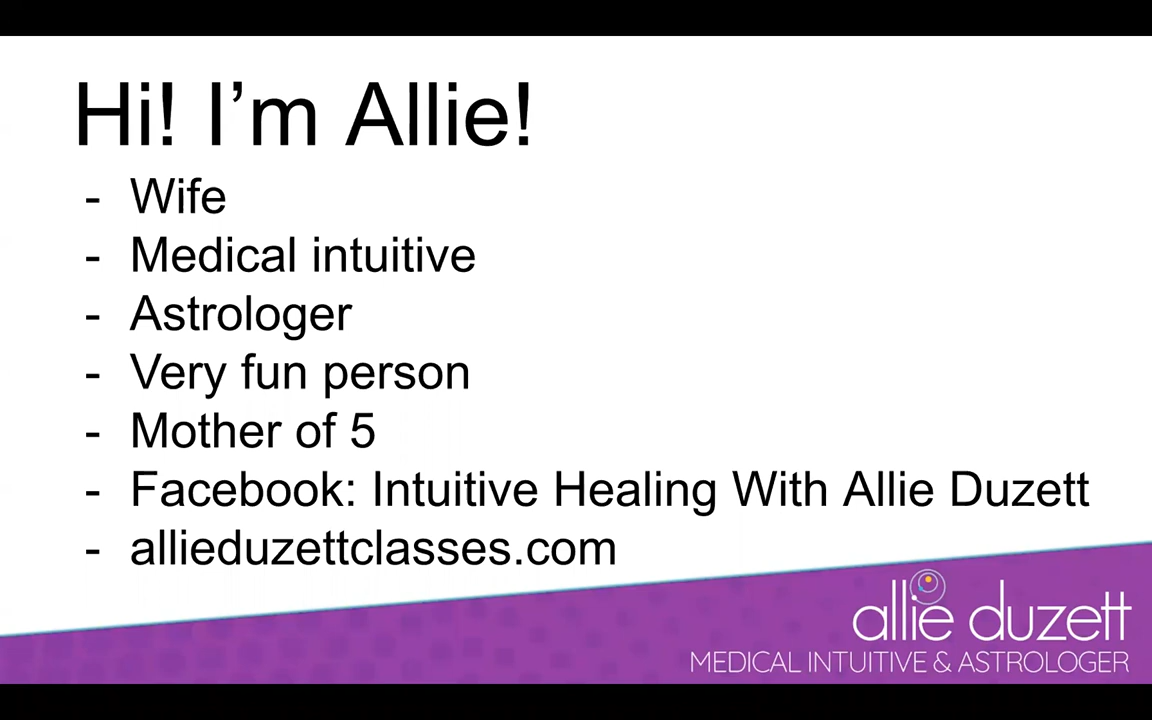 Hi! I’m Allie!
- Wife
- Medical intuitive
- Astrologer
- Very fun person
- Mother of 5
- Facebook: Intuitive Healing With Allie Duzett
- allieduzettclasses.com
allie duzett
MEDICAL INTUITIVE & ASTROLOGER